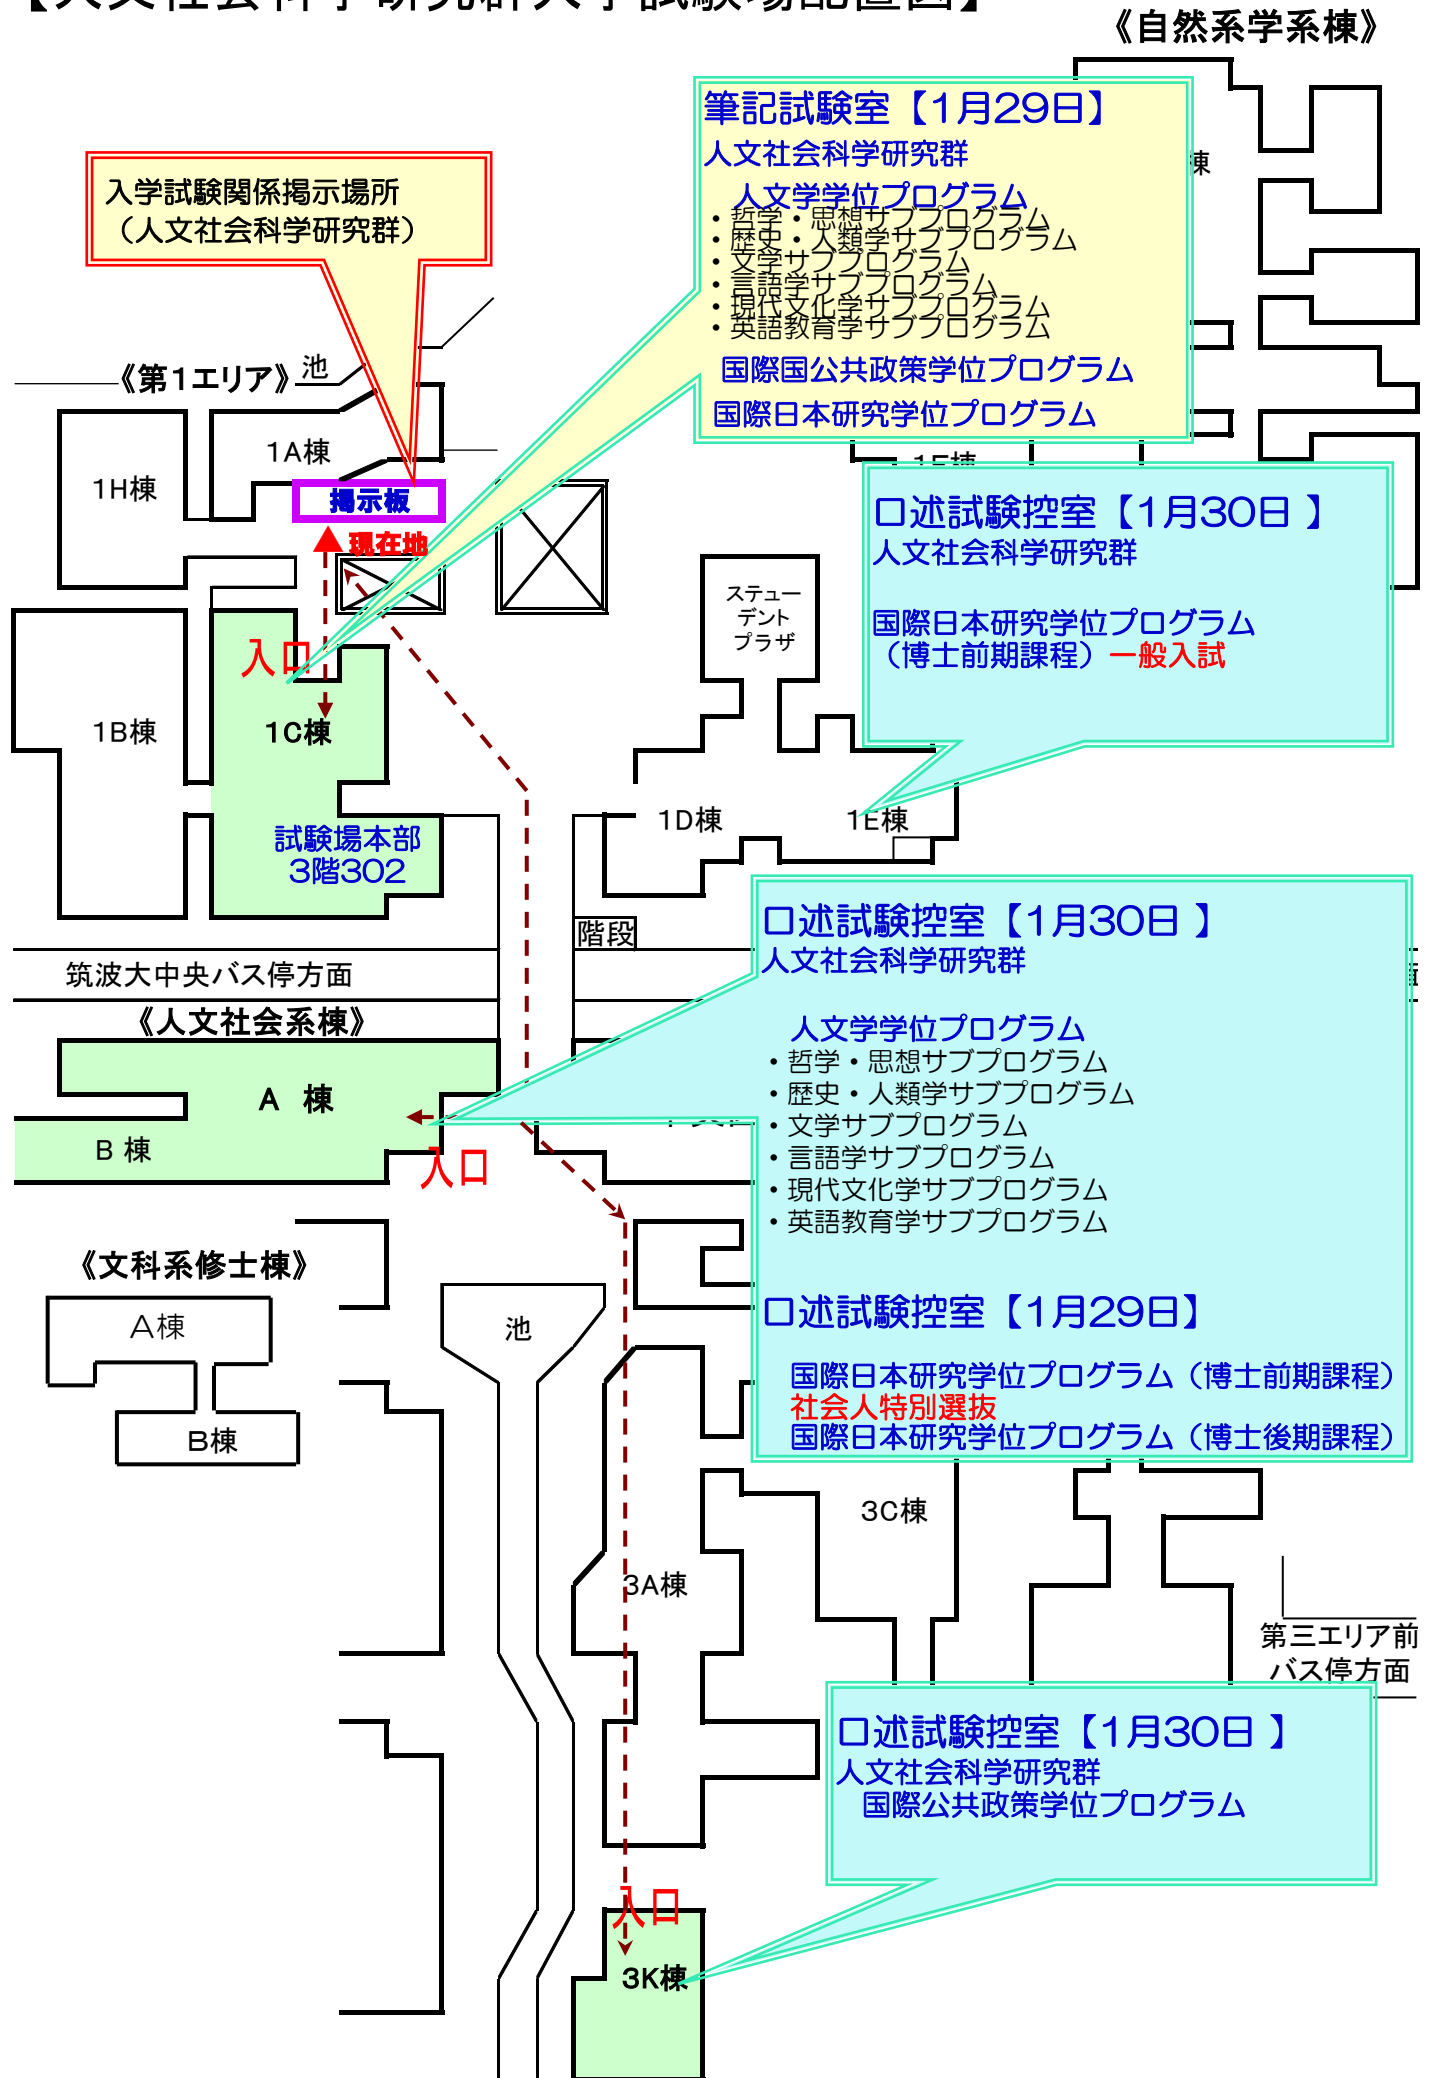 【人文社会科学研究群入学試験場配置図】
《自然系学系棟》
筆記試験室【1月29日】
人文社会科学研究群
人文学学位プログラム
・哲学・思想サブプログラム
・歴史・人類学サブプログラム
・文学サブプログラム
・言語学サブプログラム
・現代文化学サブプログラム
・英語教育学サブプログラム
国際国公共政策学位プログラム
国際日本研究学位プログラム
棟
入学試験関係掲示場所
（人文社会科学研究群）
《第1エリア》
池
1A棟
1H棟
掲示板
現在地
口述試験控室【1月30日 】
人文社会科学研究群
国際日本研究学位プログラム
（博士前期課程）一般入試
ステュー
デント
プラザ
入口
1B棟
1C棟
1D棟
1E棟
試験場本部
3階302
階段
筑波大中央バス停方面
《人文社会系棟》
A 棟
B 棟
入口
口述試験控室【1月30日 】
人文社会科学研究群
人文学学位プログラム
・哲学・思想サブプログラム
・歴史・人類学サブプログラム
・文学サブプログラム
・言語学サブプログラム
・現代文化学サブプログラム
・英語教育学サブプログラム
口述試験控室【1月29日】
国際日本研究学位プログラム（博士前期課程）
社会人特別選抜
国際日本研究学位プログラム（博士後期課程）
《文科系修士棟》
A棟
B棟
池
3C棟
3A棟
第三エリア前
バス停方面
口述試験控室【1月30日 】
人文社会科学研究群
国際公共政策学位プログラム
入口
3K棟